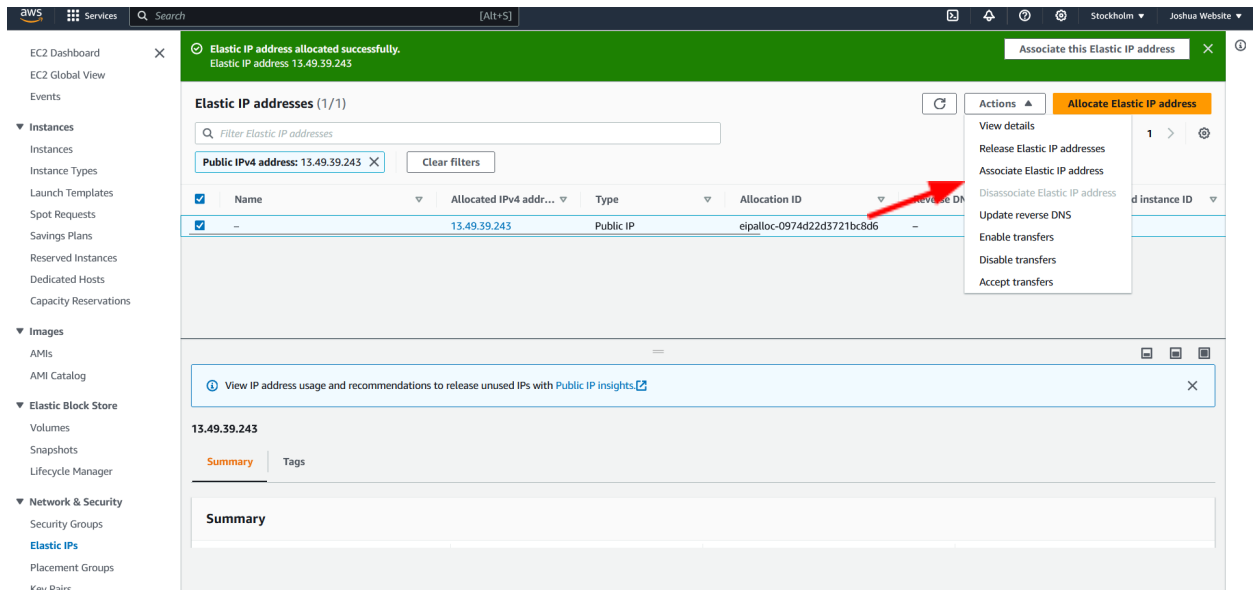 aws Services Search [Alt+S] Stockholm ▼ Joshua Website ▼
EC2 Dashboard
EC2 Global View
Events
▼ Instances
Instances
Instance Types
Launch Templates
Spot Requests
Savings Plans
Reserved Instances
Dedicated Hosts
Capacity Reservations
▼ Images
AMIs
AMI Catalog
▼ Elastic Block Store
Volumes
Snapshots
Lifecycle Manager
▼ Network & Security
Security Groups
Elastic IPs
Placement Groups
Key Pairs
Elastic IP address allocated successfully.
Elastic IP address 13.49.39.243
Associate this Elastic IP address
Elastic IP addresses (1/1)
Actions ▲
Allocate Elastic IP address
Filter Elastic IP addresses
1
Public IPv4 address: 13.49.39.243
Clear filters
View details
Release Elastic IP addresses
Associate Elastic IP address
Disassociate Elastic IP address
Update reverse DNS
Enable transfers
Disable transfers
Accept transfers
Name Allocated IPv4 addr... Type Allocation ID Reverse DN d instance ID
– 13.49.39.243 Public IP eipalloc-0974d22d3721bc8d6 –
View IP address usage and recommendations to release unused IPs with Public IP insights.
13.49.39.243
Summary Tags
Summary